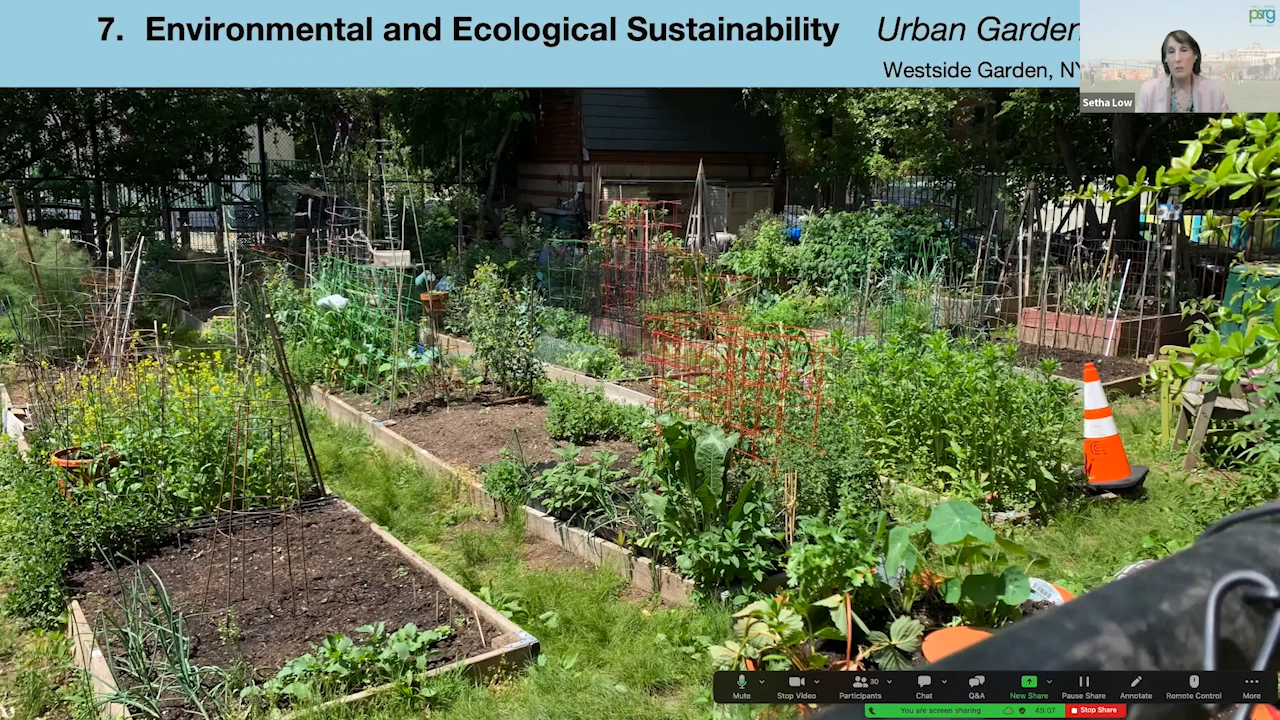 7. Environmental and Ecological Sustainability
Urban Garden
Westside Garden, NY
psrg
Setha Low
Mute
Stop Video
30
Participants
Chat
Q&A
New Share
Pause Share
Annotate
Remote Control
More
You are screen sharing
49:07
Stop Share